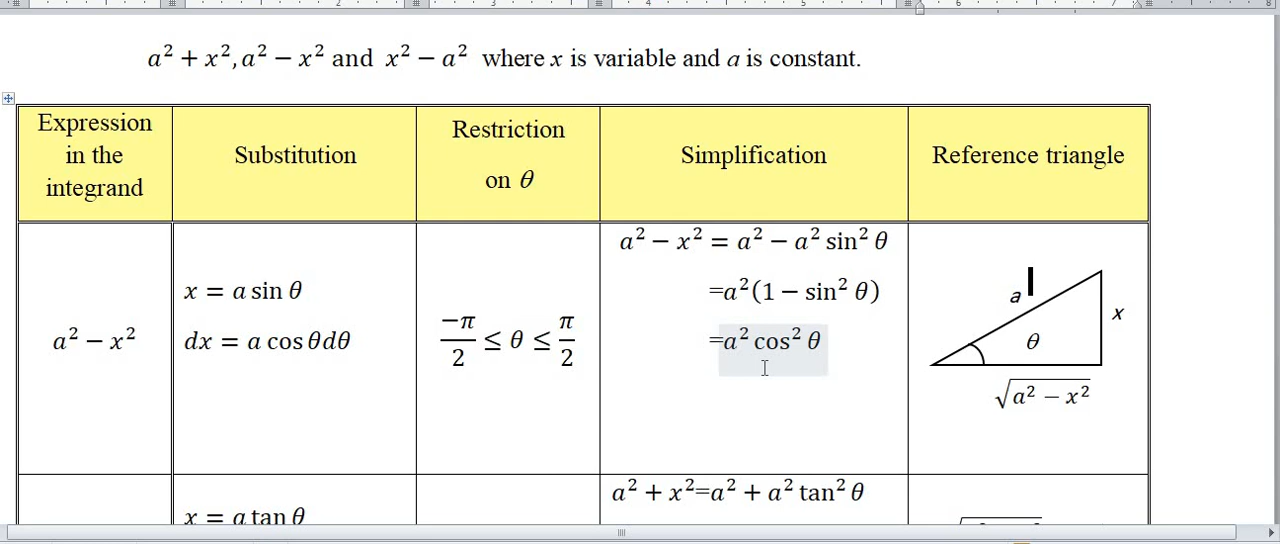 a² + x², a² − x² and x² − a² where x is variable and a is constant.
Expression in the integrand
Substitution
Restriction on θ
Simplification
Reference triangle
a² − x²
x = a sin θ
dx = a cos θdθ
−π/2 ≤ θ ≤ π/2
a² − x² = a² − a² sin² θ
=a²(1 − sin² θ)
=a² cos² θ
a
x
θ
√(a² − x²)
x = a tan θ
a² + x²=a² + a² tan² θ